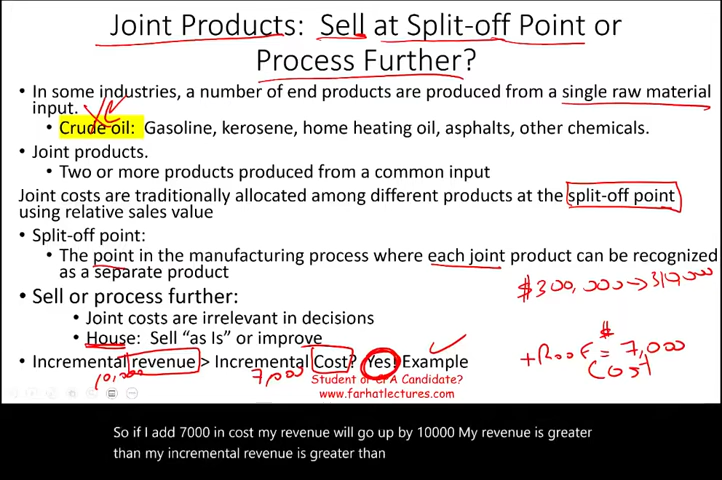 Joint Products: Sell at Split-off Point or
Process Further?
• In some industries, a number of end products are produced from a single raw material
input.
• Crude oil: Gasoline, kerosene, home heating oil, asphalts, other chemicals.
• Joint products.
• Two or more products produced from a common input
Joint costs are traditionally allocated among different products at the split-off point
using relative sales value
• Split-off point:
• The point in the manufacturing process where each joint product can be recognized
as a separate product
$300,000→310000
• Sell or process further:
• Joint costs are irrelevant in decisions
• House: Sell “as Is” or improve
$
+Roof = 7,000
Cost
• Incremental revenue > Incremental Cost? Yes! Example
10,000
7,000
Student or CPA Candidate?
www.farhatlectures.com
So if I add 7000 in cost my revenue will go up by 10000 My revenue is greater
than my incremental revenue is greater than